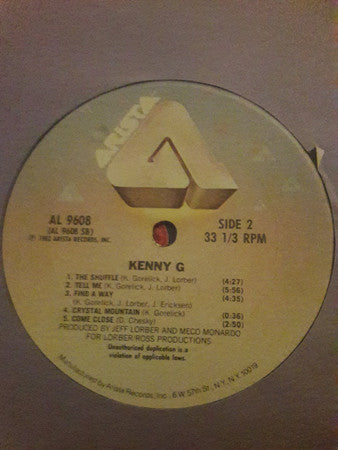 ARISTA
AL 9608
(AL 9608 SB)
℗ 1982 ARISTA RECORDS, INC.
SIDE 2
33 1/3 RPM
KENNY G
1. THE SHUFFLE (K. Gorelick, J. Lorber) (4:27)
2. TELL ME (K. Gorelick, J. Lorber) (5:56)
3. FIND A WAY (4:35)
(K. Gorelick, J. Lorber, J. Ericksen)
4. CRYSTAL MOUNTAIN (K. Gorelick) (0:36)
5. COME CLOSE (D. Chesky) (2:50)
PRODUCED BY JEFF LORBER AND MECO MONARDO
FOR LORBER/ROSS PRODUCTIONS
Unauthorized duplication is a
violation of applicable laws.
Manufactured by Arista Records, Inc., 6 W. 57th St., N.Y., N.Y. 10019